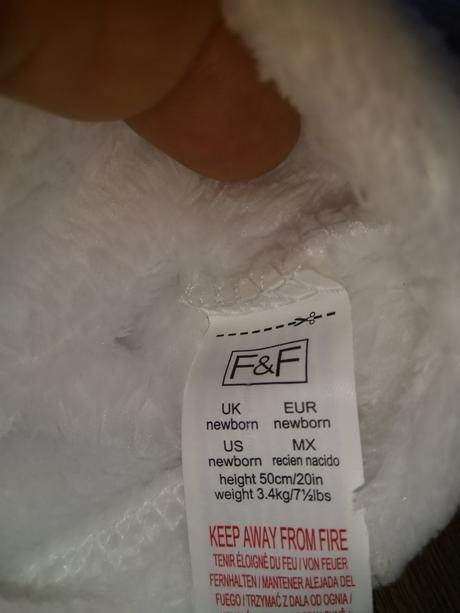 F&F
UK EUR
newborn newborn
US MX
newborn recien nacido
height 50cm/20in
weight 3.4kg/7½lbs
KEEP AWAY FROM FIRE
TENIR ÉLOIGNÉ DU FEU / VON FEUER
FERNHALTEN / MANTENER ALEJADA DEL
FUEGO / TRZYMAĆ Z DALA OD OGNIA /